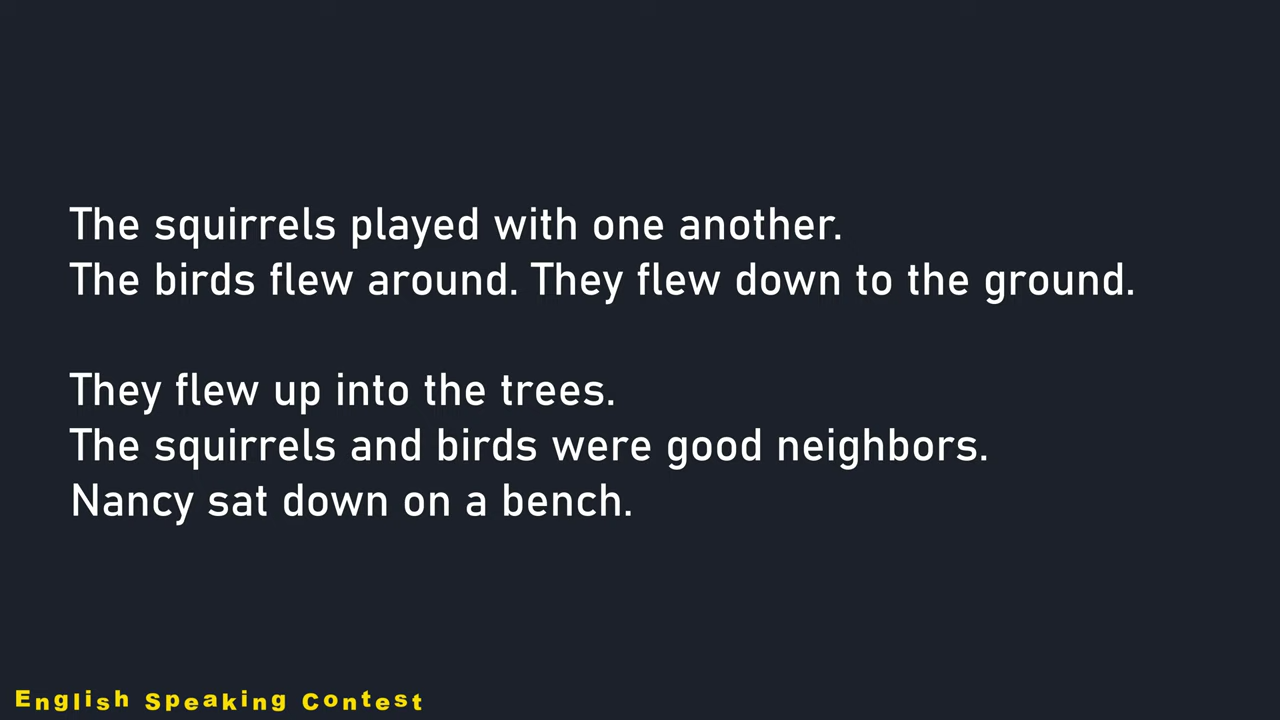 The squirrels played with one another.
The birds flew around. They flew down to the ground.
They flew up into the trees.
The squirrels and birds were good neighbors.
Nancy sat down on a bench.
English Speaking Contest